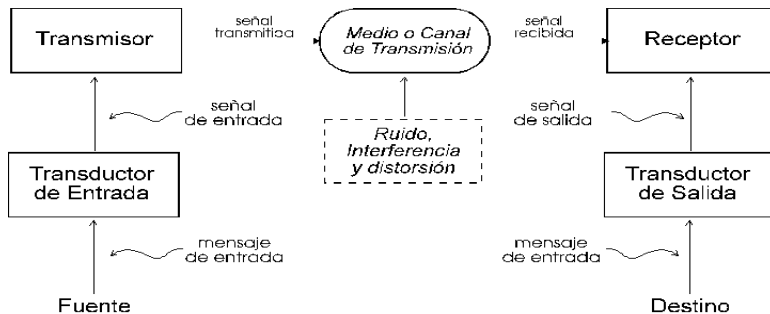 Transmisor
señal
transmitica
Medio o Canal
de Transmisión
señal
recibida
Receptor
señal
de entrada
Ruido,
Interferencia
y distorsión
señal
de salida
Transductor
de Entrada
Transductor
de Salida
mensaje
de entrada
mensaje
de entrada
Fuente
Destino